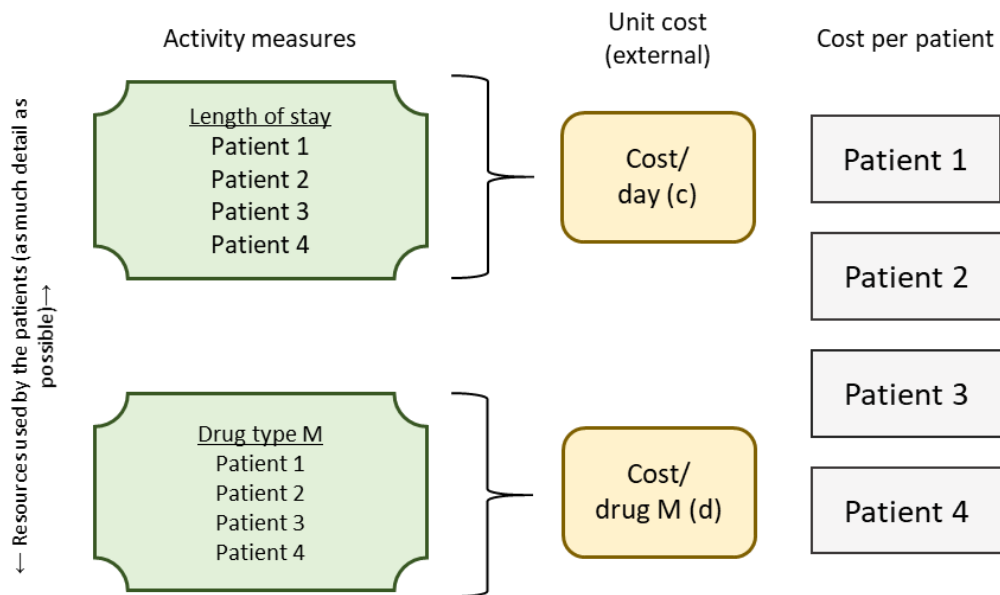 Activity measures
Unit cost
(external)
Cost per patient
← Resources used by the patients (as much detail as
possible)→
Length of stay
Patient 1
Patient 2
Patient 3
Patient 4
Cost/
day (c)
Drug type M
Patient 1
Patient 2
Patient 3
Patient 4
Cost/
drug M (d)
Patient 1
Patient 2
Patient 3
Patient 4